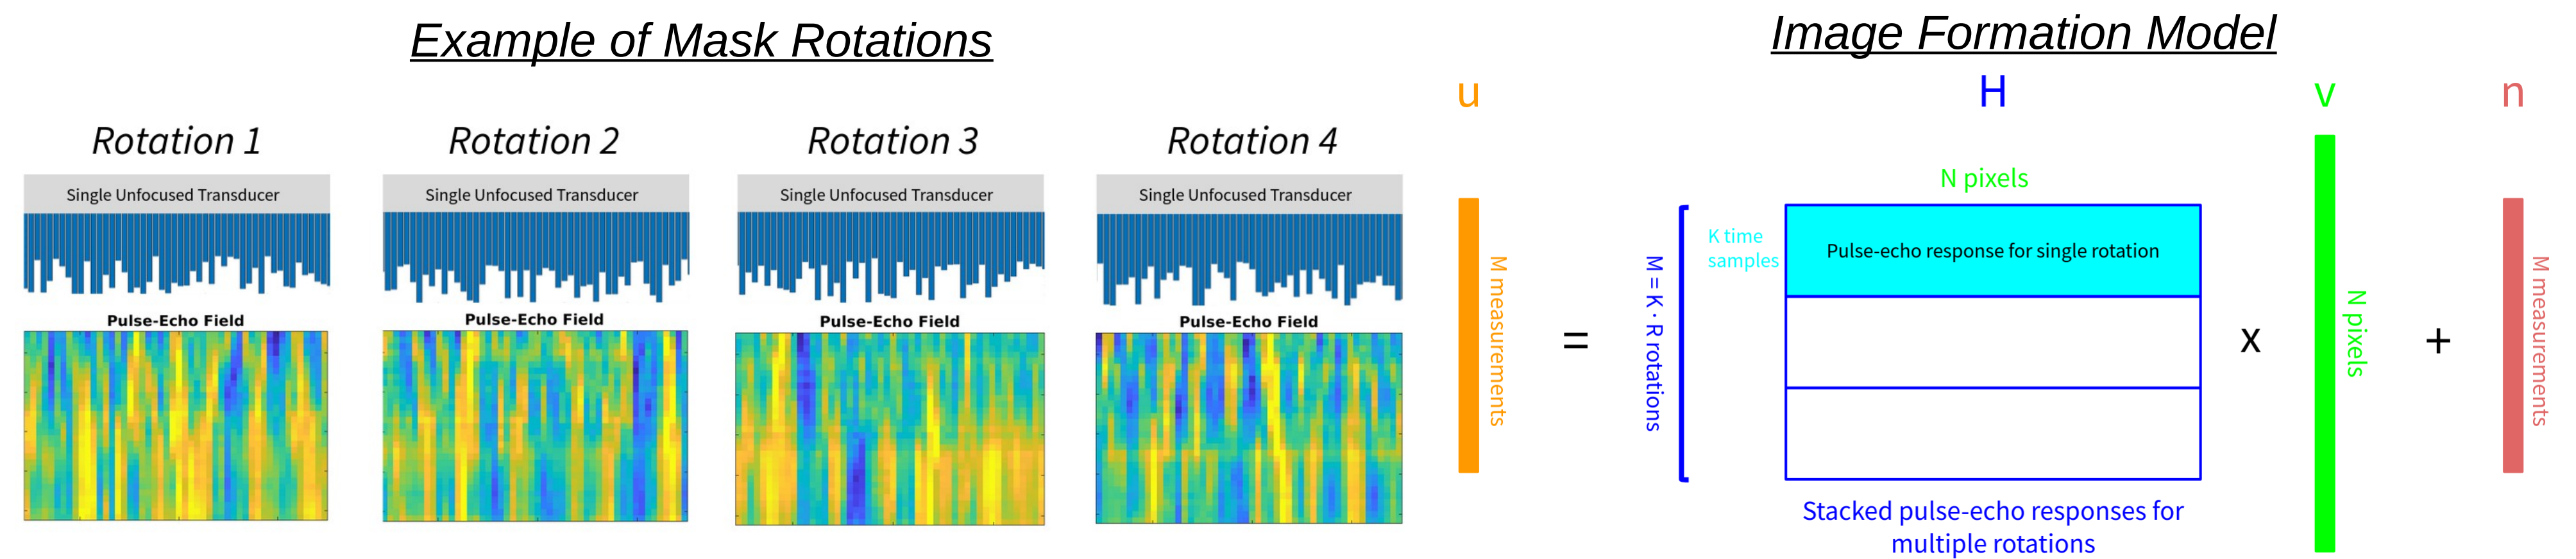 Example of Mask Rotations
Rotation 1
Single Unfocused Transducer
Pulse-Echo Field
Rotation 2
Single Unfocused Transducer
Pulse-Echo Field
Rotation 3
Single Unfocused Transducer
Pulse-Echo Field
Rotation 4
Single Unfocused Transducer
Pulse-Echo Field
Image Formation Model
u
M measurements
=
H
N pixels
M = K · R rotations
K time
samples
Pulse-echo response for single rotation
Stacked pulse-echo responses for
multiple rotations
x
v
N pixels
+
n
M measurements